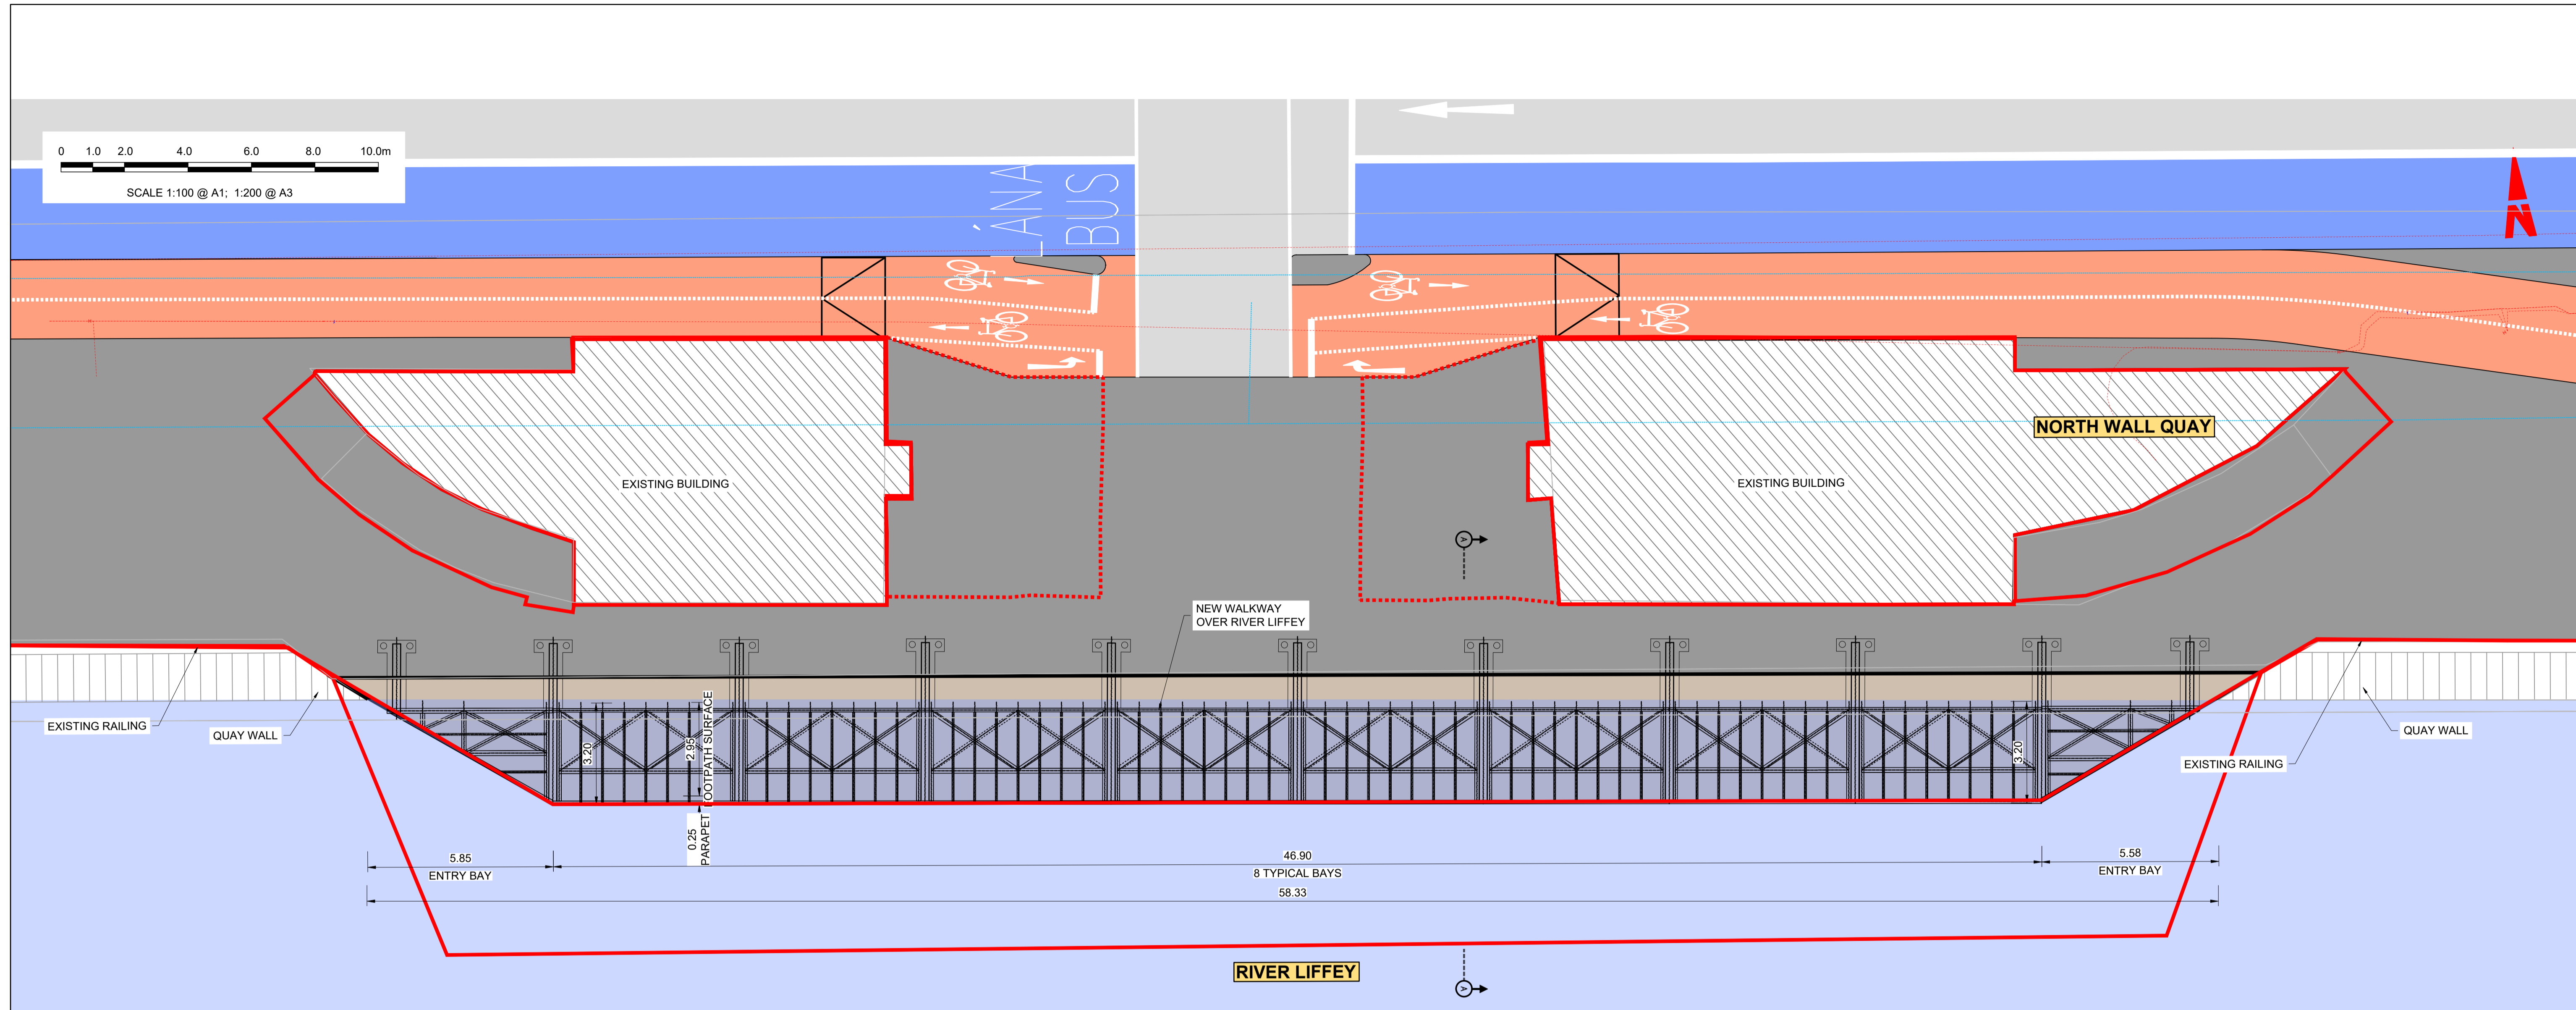 0 1.0 2.0 4.0 6.0 8.0 10.0m
SCALE 1:100 @ A1; 1:200 @ A3
LÁNA
BUS
N
NORTH WALL QUAY
EXISTING BUILDING
EXISTING BUILDING
A
NEW WALKWAY
OVER RIVER LIFFEY
EXISTING RAILING
QUAY WALL
3.20
2.95
FOOTPATH SURFACE
0.25
PARAPET
3.20
QUAY WALL
EXISTING RAILING
5.85
ENTRY BAY
46.90
8 TYPICAL BAYS
5.58
ENTRY BAY
58.33
RIVER LIFFEY
A